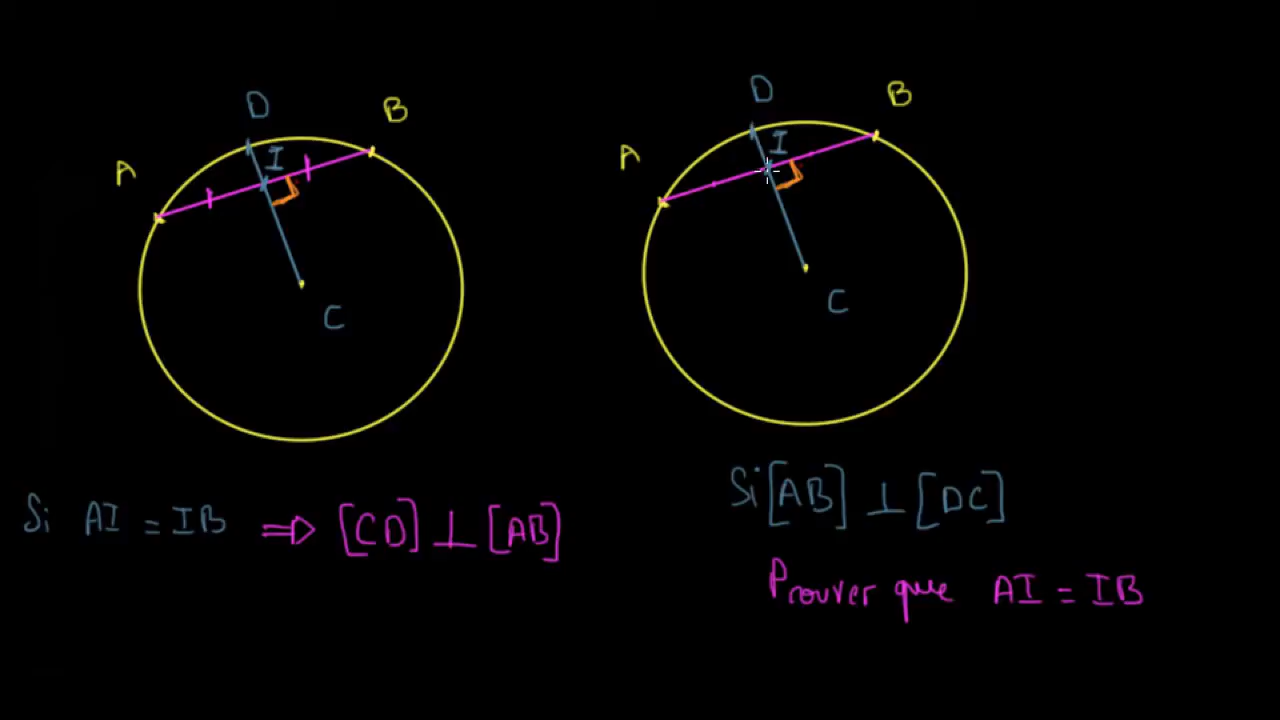 D
B
I
A
C
D
B
I
A
C
Si AI = IB ⇒ [CD] ⊥ [AB]
Si [AB] ⊥ [DC]
Prouver que AI = IB